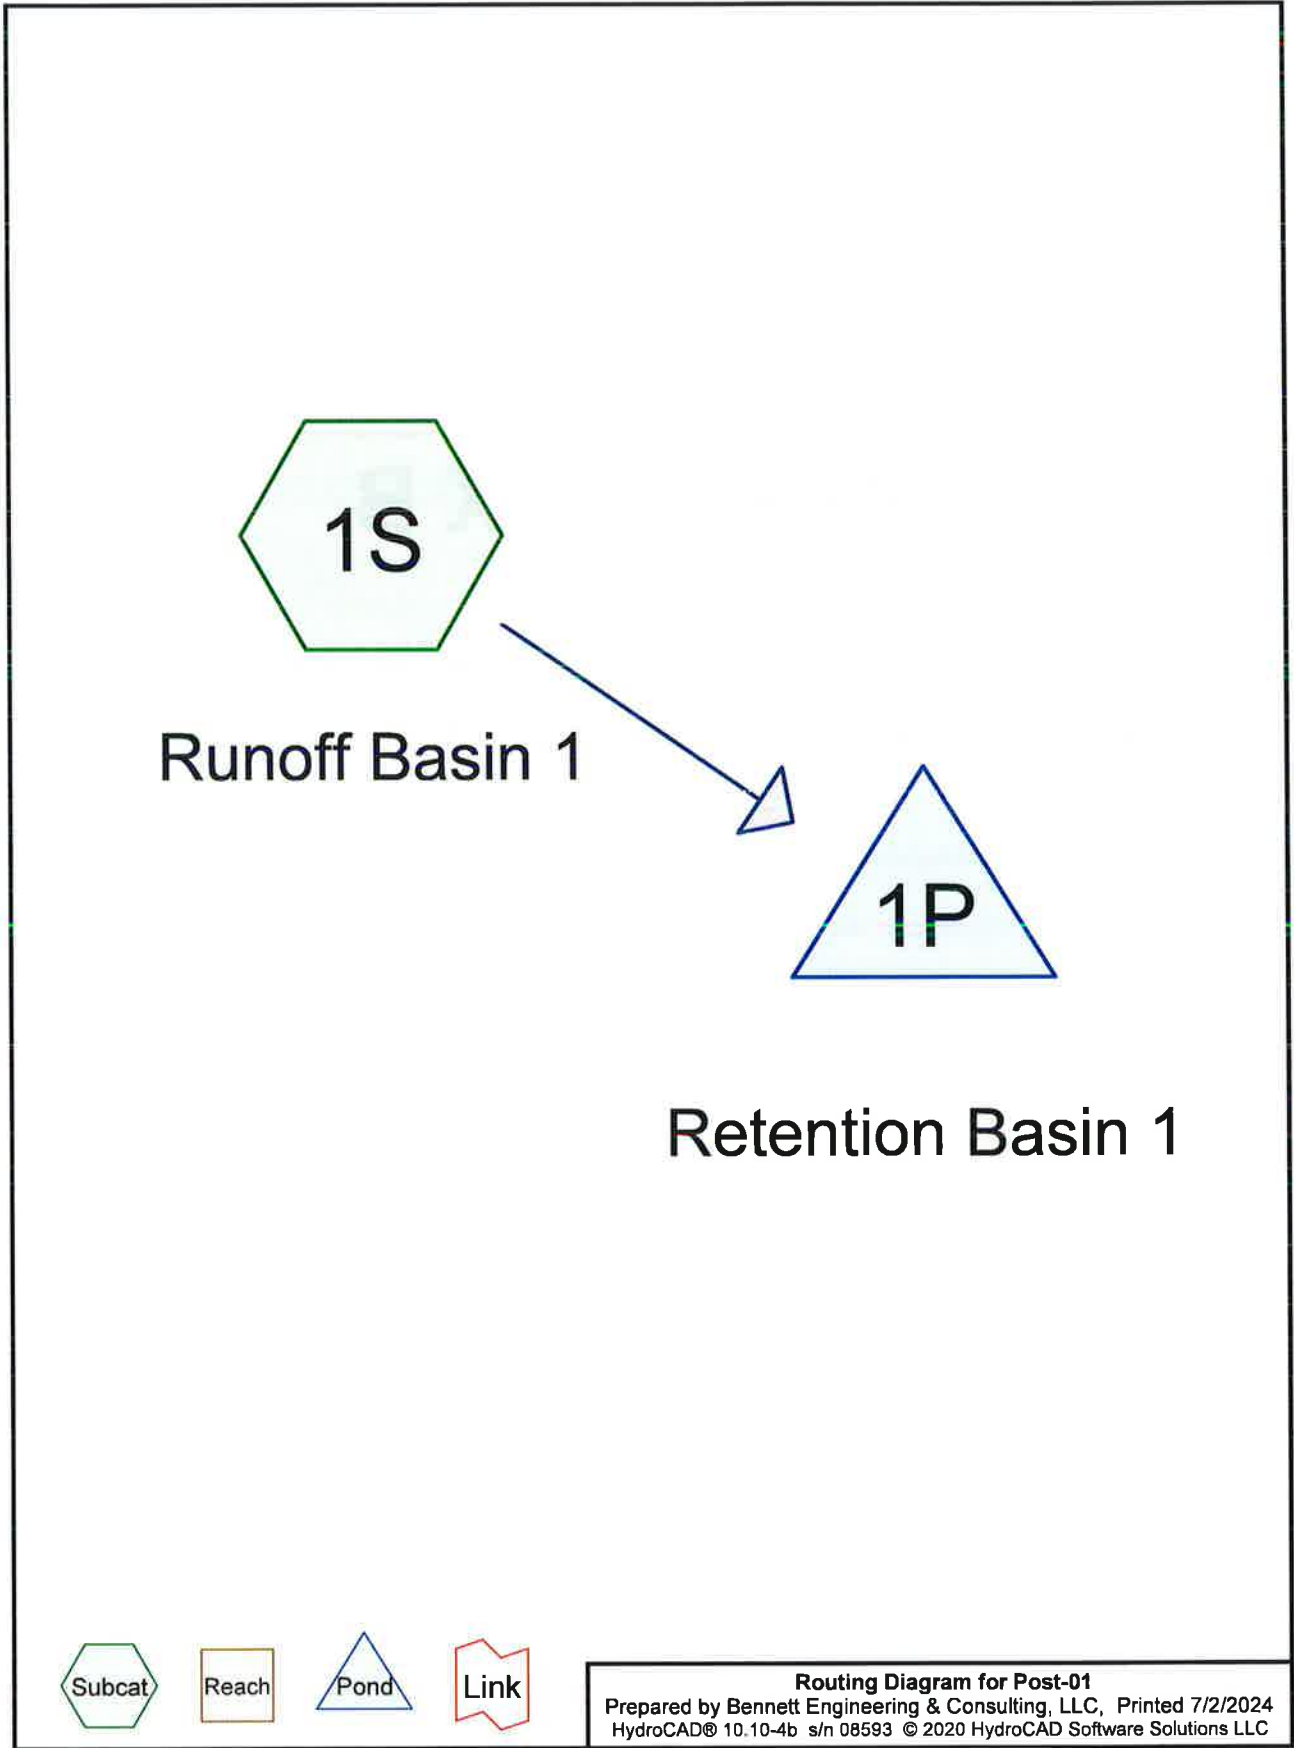 1S
Runoff Basin 1
1P
Retention Basin 1
Subcat
Reach
Pond
Link
Routing Diagram for Post-01
Prepared by Bennett Engineering & Consulting, LLC, Printed 7/2/2024
HydroCAD® 10.10-4b s/n 08593 © 2020 HydroCAD Software Solutions LLC